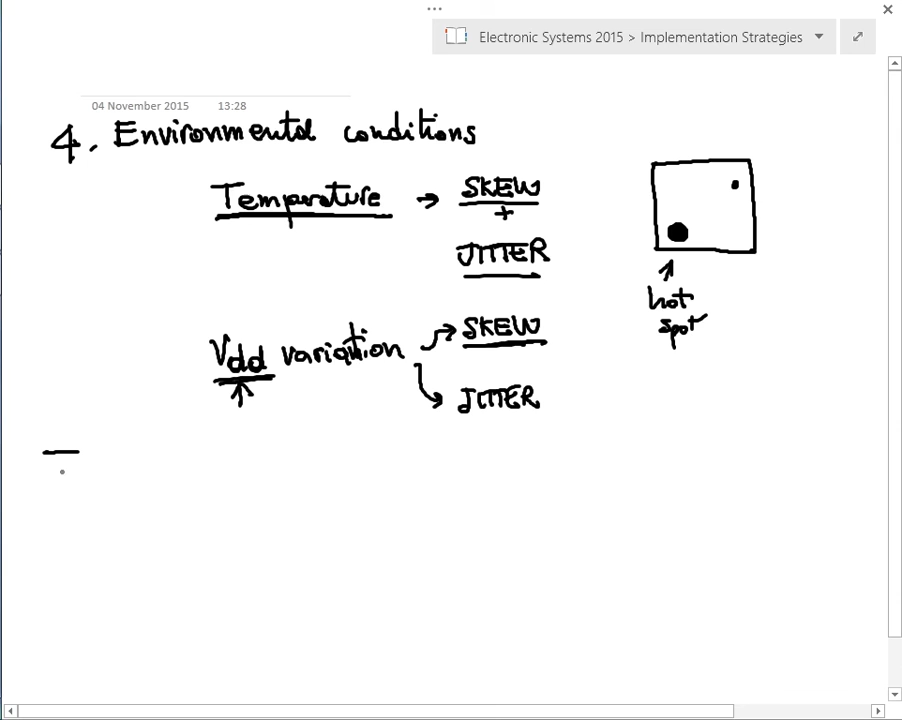 Electronic Systems 2015 > Implementation Strategies
04 November 2015 13:28
4. Environmental conditions
Temperature → SKEW
+
JITTER
hot
spot
Vdd variation → SKEW
→ JITTER